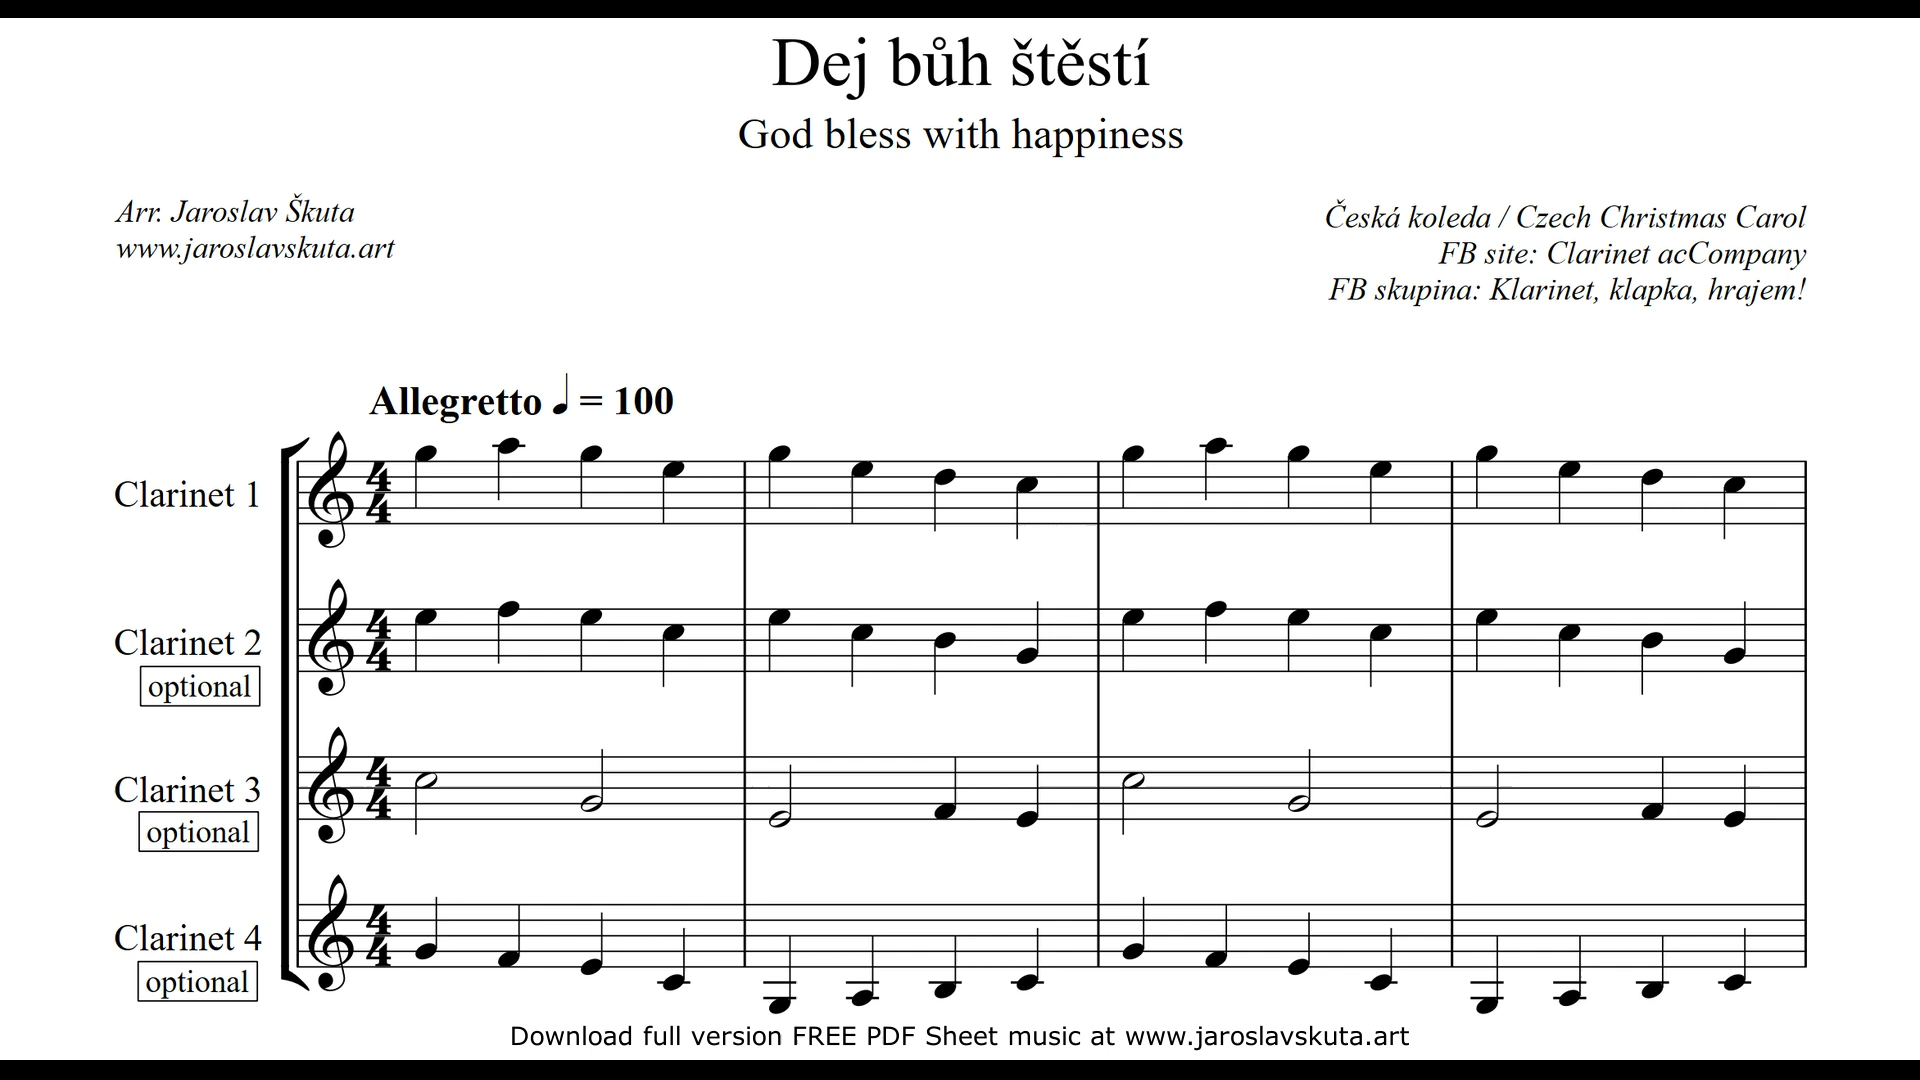 Dej bůh štěstí
God bless with happiness
Arr. Jaroslav Škuta
www.jaroslavskuta.art
Česká koleda / Czech Christmas Carol
FB site: Clarinet acCompany
FB skupina: Klarinet, klapka, hrajem!
Allegretto ♩ = 100
Clarinet 1
Clarinet 2
optional
Clarinet 3
optional
Clarinet 4
optional
Download full version FREE PDF Sheet music at www.jaroslavskuta.art